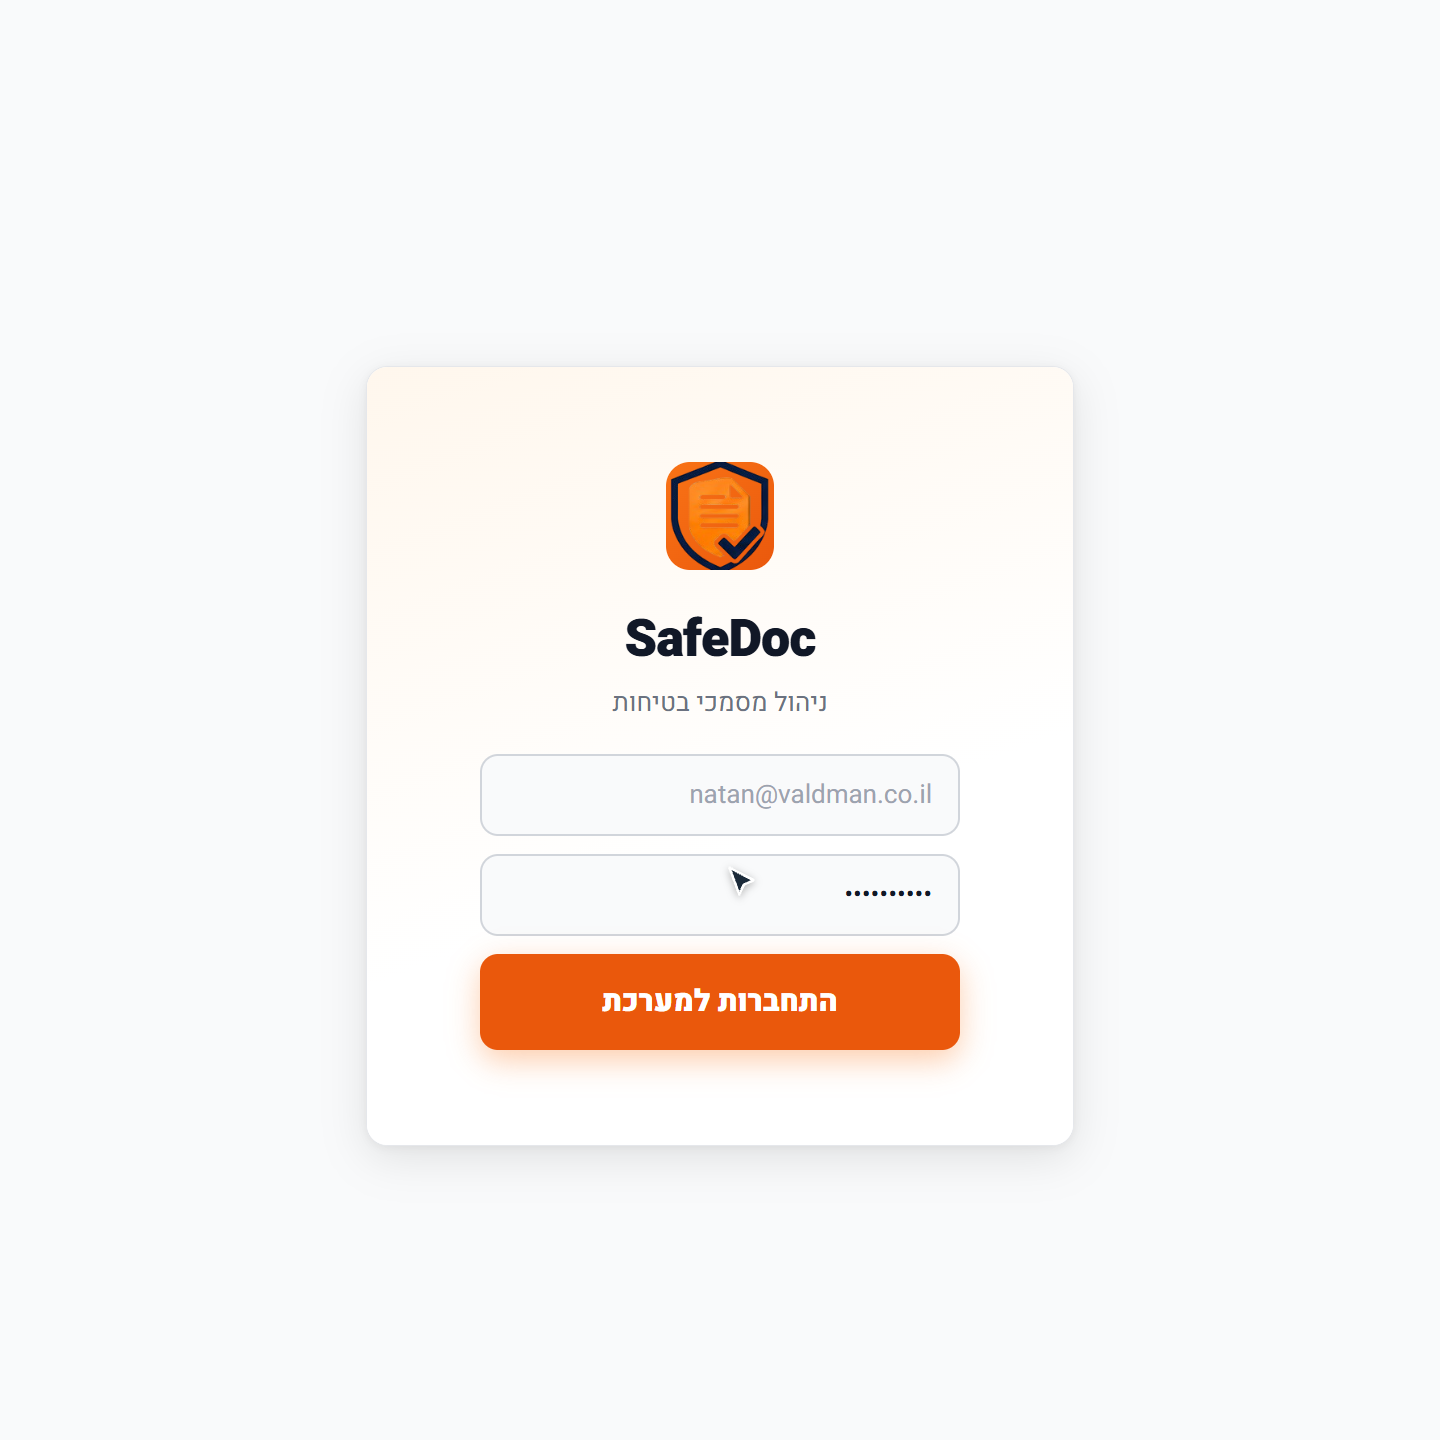 SafeDoc
ניהול מסמכי בטיחות
natan@valdman.co.il
••••••••••
התחברות למערכת